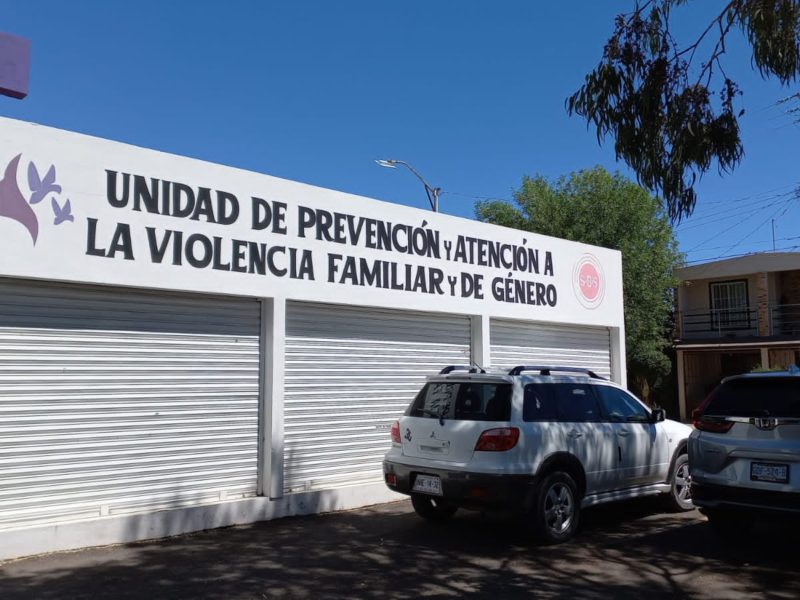 UNIDAD DE PREVENCIÓN Y ATENCIÓN A
LA VIOLENCIA FAMILIAR Y DE GÉNERO